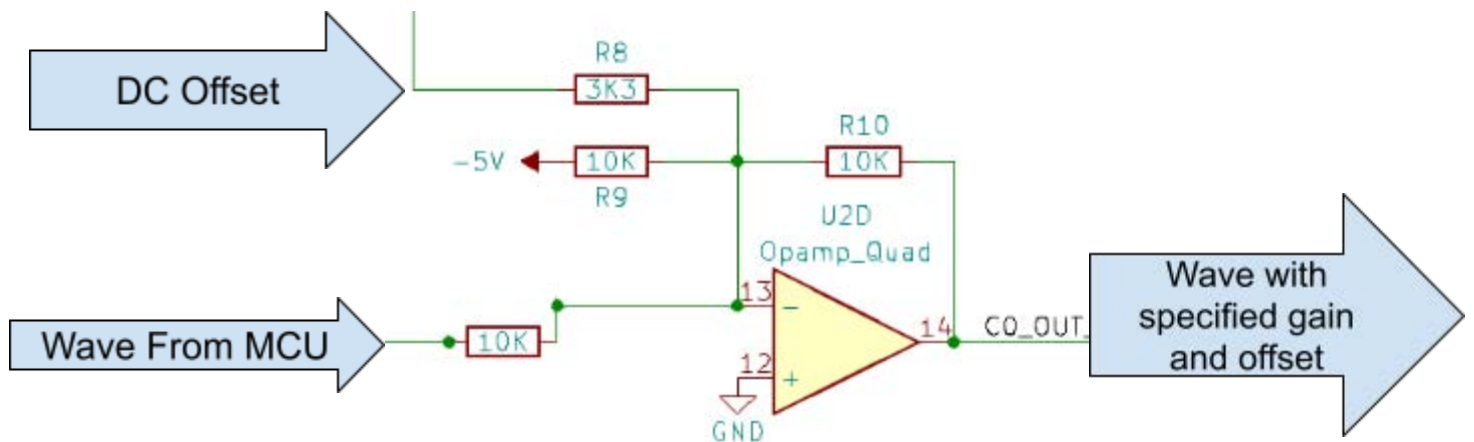 DC Offset
R8
3K3
-5V
10K
R9
R10
10K
U2D
Opamp_Quad
Wave From MCU
10K
13
-
12
+
14
GND
C0_OUT_
Wave with
specified gain
and offset